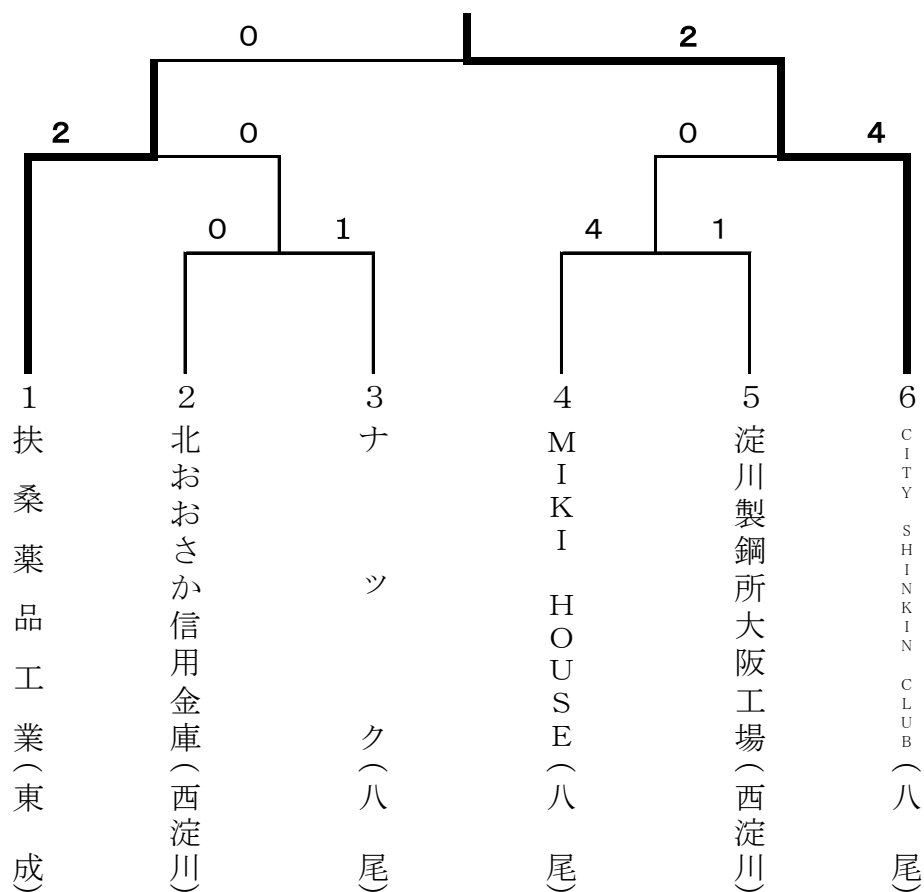 0 2
2 0 0 4
0 1 4 1
1 扶桑薬品工業(東成)
2 北おおさか信用金庫(西淀川)
3 ナック(八尾)
4 MIKI HOUSE(八尾)
5 淀川製鋼所大阪工場(西淀川)
6 CITY SHINKIN CLUB(八尾)